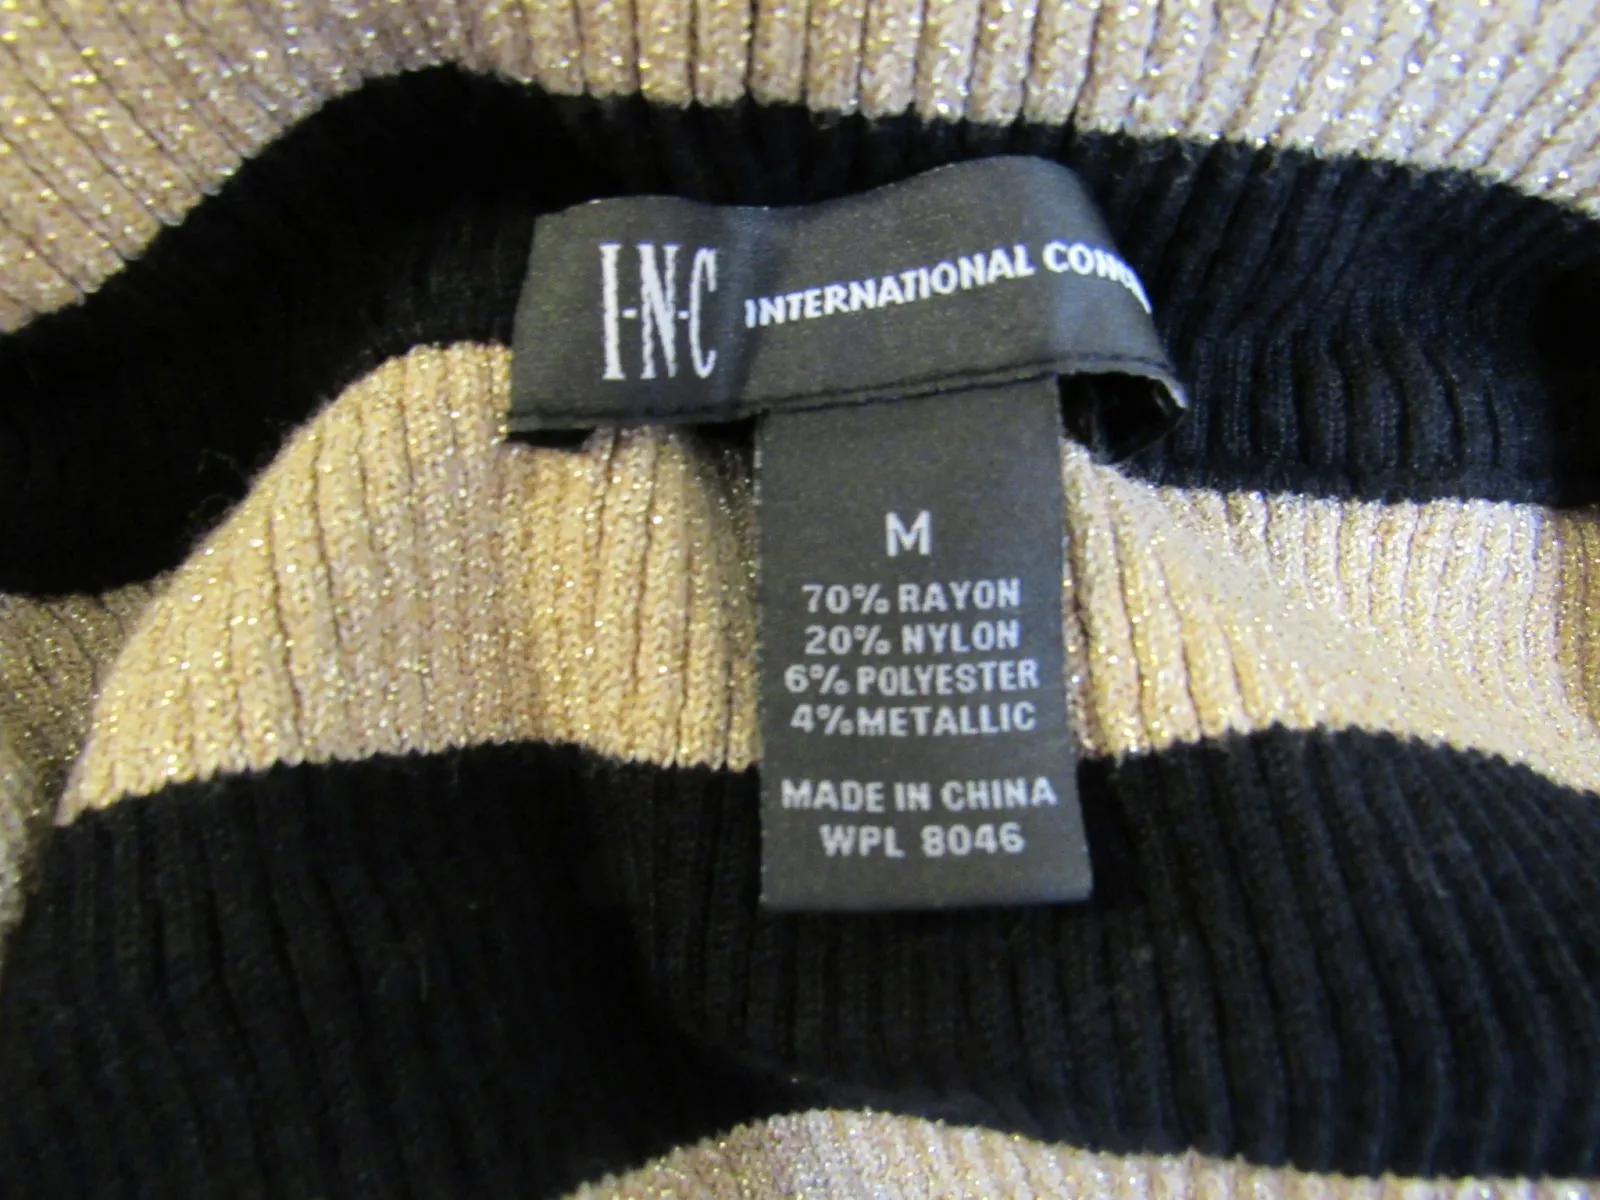 I-N-C INTERNATIONAL
M
70% RAYON
20% NYLON
6% POLYESTER
4% METALLIC
MADE IN CHINA
WPL 8046